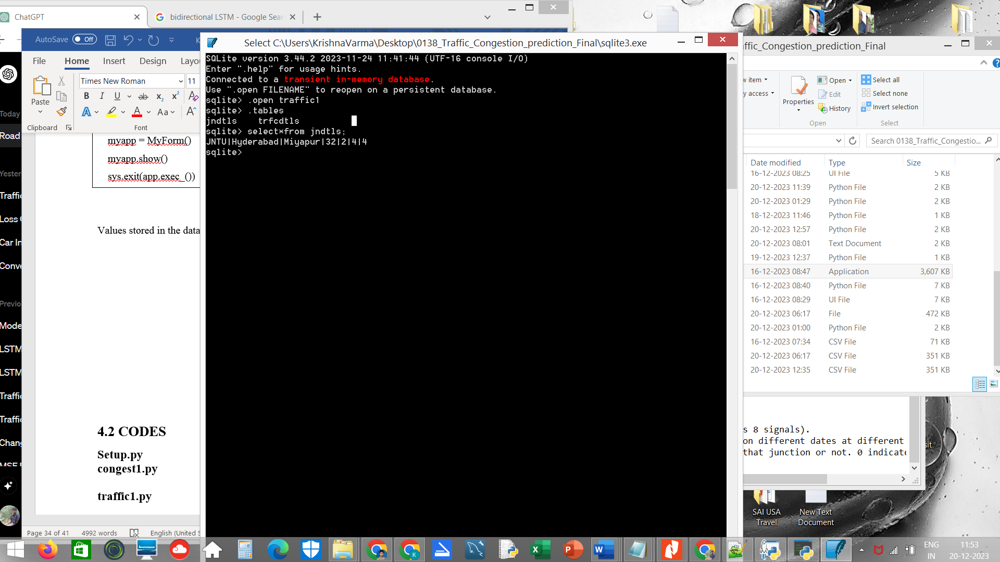 ChatGPT
bidirectional LSTM - Google Sear
AutoSave Off
File Home Insert Design Layou
Paste
Times New Roman 11
Clipboard Font
Today
Road
Yester
Traffic
Loss
Car In
Conve
Previo
Mode
LSTM
LSTM
Traffic
Traffic
Chang
MSE
myapp = MyForm()
myapp.show()
sys.exit(app.exec_())
Values stored in the data
4.2 CODES
Setup.py
congest1.py
traffic1.py
Page 34 of 41 4992 words English (United S
Select C:\Users\KrishnaVarma\Desktop\0138_Traffic_Congestion_prediction_Final\sqlite3.exe
SQLite version 3.44.2 2023-11-24 11:41:44 (UTF-16 console I/O)
Enter ".help" for usage hints.
Connected to a transient in-memory database.
Use ".open FILENAME" to reopen on a persistent database.
sqlite> .open traffic1
sqlite> .tables
jndtls trfcdtls
sqlite> select*from jndtls;
JNTU|Hyderabad|Miyapur|32|2|4|4
sqlite>
ffic_Congestion_prediction_Final
w item
y access
Properties
Open
Edit
History
Open
Select all
Select none
Invert selection
Select
Search 0138_Traffic_Congestio...
Date modified Type Size
16-12-2023 08:25 UI File 5 KB
20-12-2023 11:39 Python File 2 KB
20-12-2023 01:29 Python File 2 KB
18-12-2023 11:46 Python File 1 KB
20-12-2023 12:57 Python File 2 KB
20-12-2023 08:01 Text Document 2 KB
19-12-2023 12:37 Python File 1 KB
16-12-2023 08:47 Application 3,607 KB
16-12-2023 08:40 Python File 7 KB
16-12-2023 08:29 UI File 7 KB
20-12-2023 06:17 File 472 KB
20-12-2023 01:00 Python File 2 KB
16-12-2023 07:34 CSV File 71 KB
20-12-2023 06:17 CSV File 351 KB
20-12-2023 12:35 CSV File 351 KB
s 8 signals).
on different dates at different
that junction or not. 0 indicate
sit
SAI USA Travel
New Text Document
ENG
IN
11:53
20-12-2023